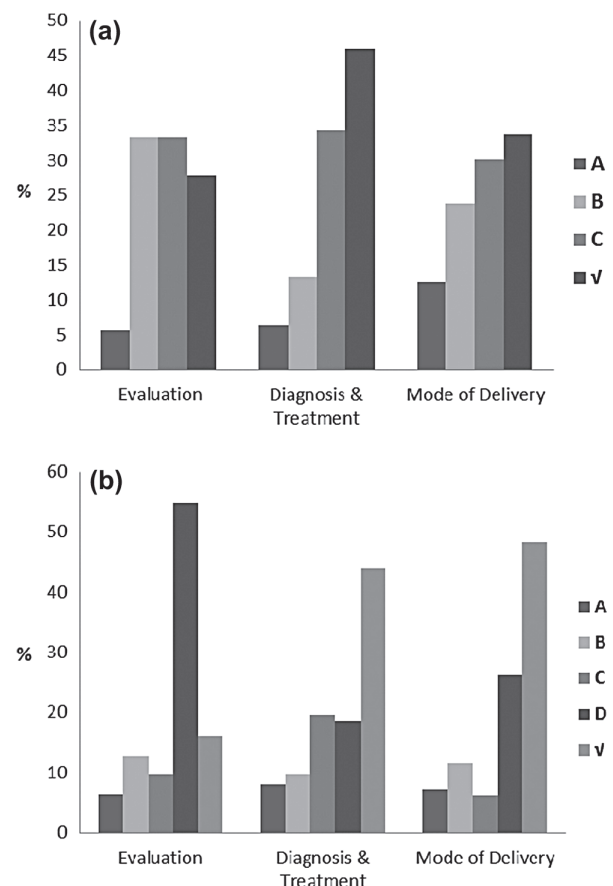 (a)
50
45
40
35
30
25
20
15
10
5
0
%
Evaluation
Diagnosis &
Treatment
Mode of Delivery
A
B
C
√
(b)
60
50
40
30
20
10
0
%
Evaluation
Diagnosis &
Treatment
Mode of Delivery
A
B
C
D
√